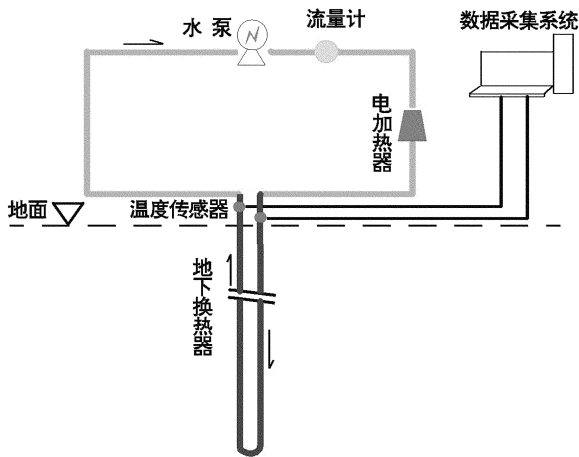 水泵
流量计
数据采集系统
电加热器
地面
温度传感器
地下换热器